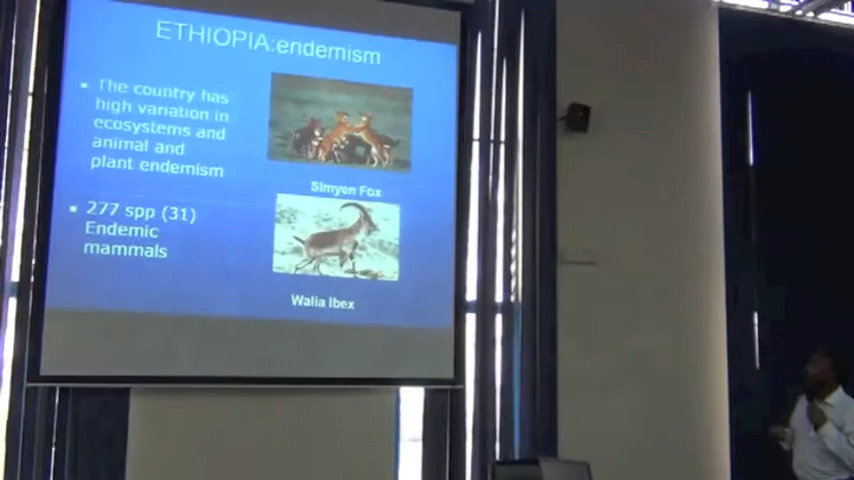 ETHIOPIA:endemism
The country has
high variation in
ecosystems and
animal and
plant endemism
Simyen Fox
277 spp (31)
Endemic
mammals
Walia Ibex